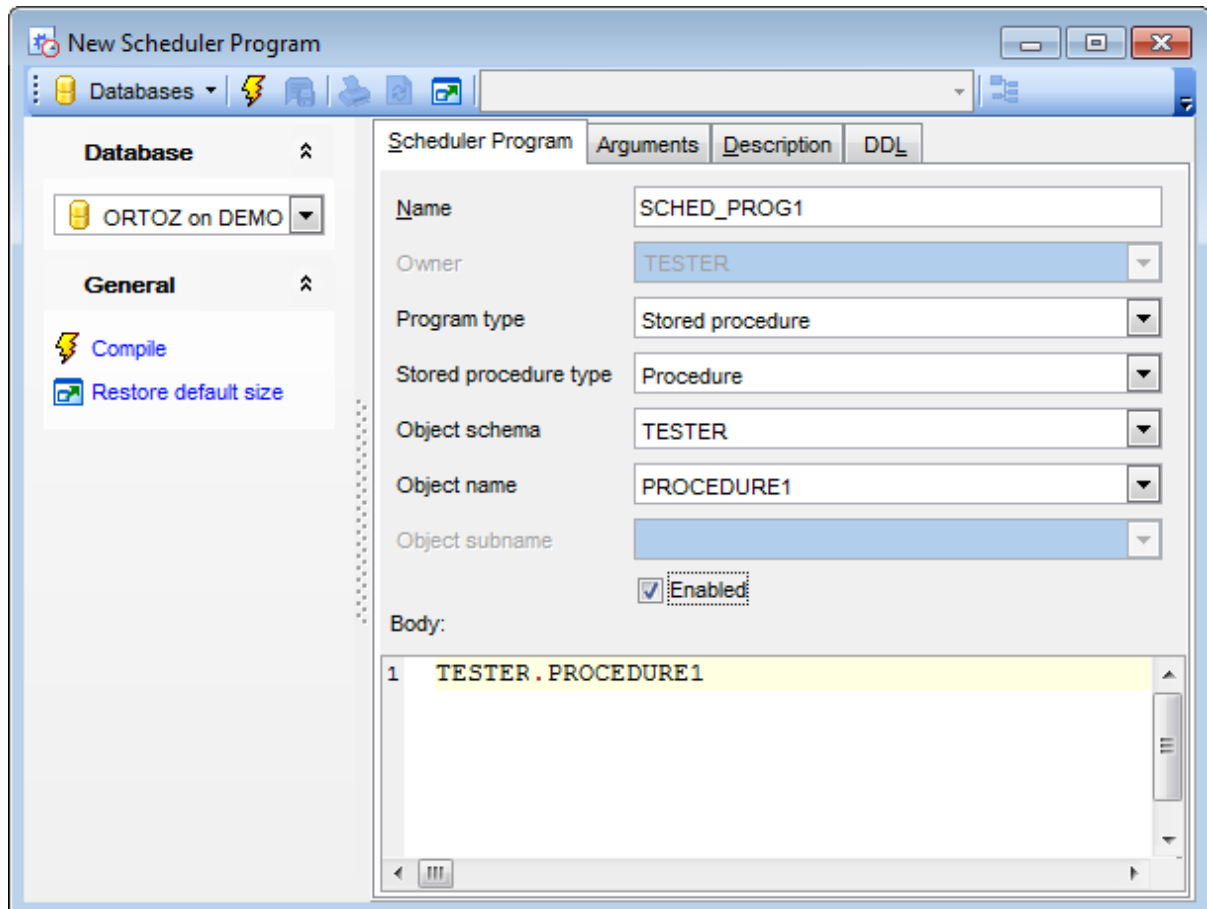 New Scheduler Program
Databases
Database
ORTOZ on DEMO
General
Compile
Restore default size
Scheduler Program Arguments Description DDL
Name SCHED_PROG1
Owner TESTER
Program type Stored procedure
Stored procedure type Procedure
Object schema TESTER
Object name PROCEDURE1
Object subname
Enabled
Body:
1 TESTER.PROCEDURE1